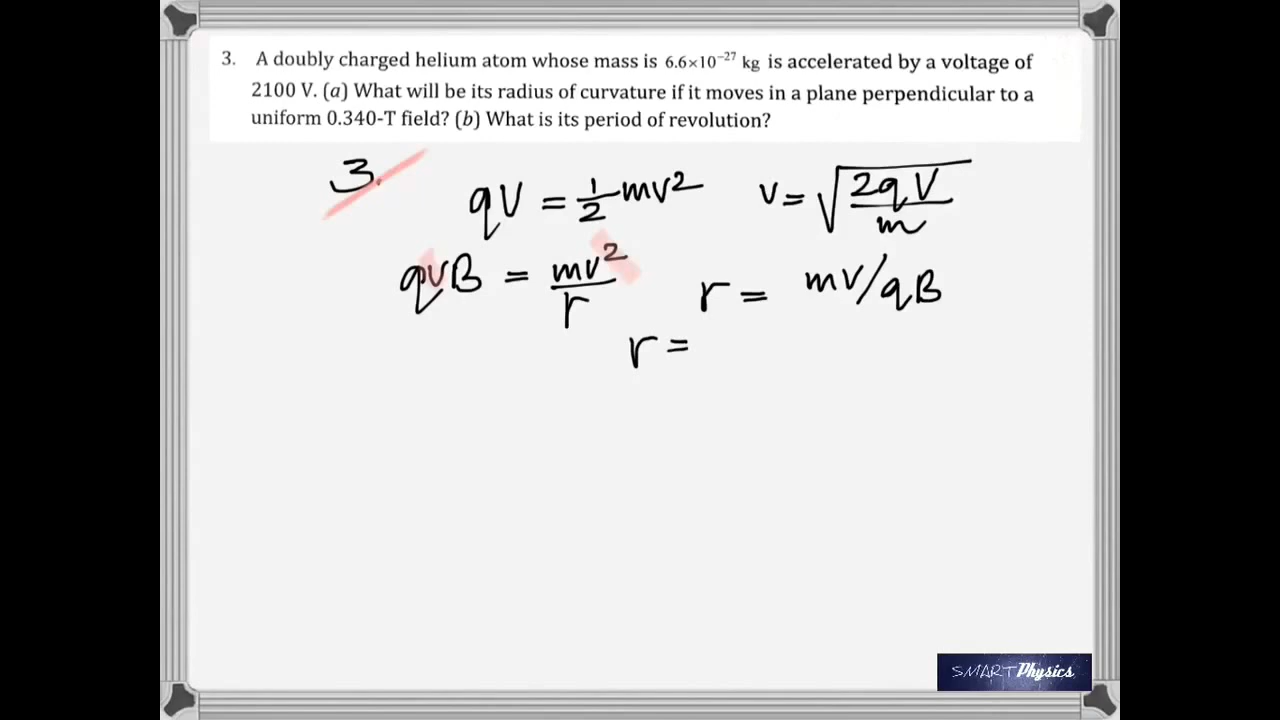 3. A doubly charged helium atom whose mass is 6.6×10⁻²⁷ kg is accelerated by a voltage of
2100 V. (a) What will be its radius of curvature if it moves in a plane perpendicular to a
uniform 0.340-T field? (b) What is its period of revolution?
3.
qV = 1/2 mv² v = √(2qV/m)
qvB = mv²/r r = mv/qB
r =
SMART Physics